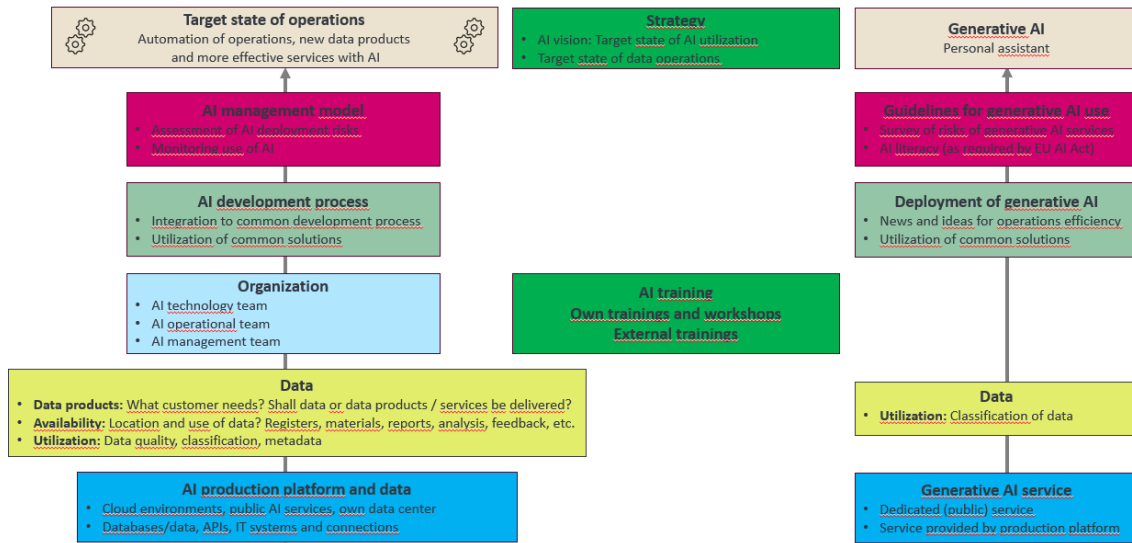 Target state of operations
Automation of operations, new data products
and more effective services with AI
Strategy
• AI vision: Target state of AI utilization
• Target state of data operations
Generative AI
Personal assistant
AI management model
• Assessment of AI deployment risks
• Monitoring use of AI
Guidelines for generative AI use
• Survey of risks of generative AI services
• AI literacy (as required by EU AI Act)
AI development process
• Integration to common development process
• Utilization of common solutions
Deployment of generative AI
• News and ideas for operations efficiency
• Utilization of common solutions
Organization
• AI technology team
• AI operational team
• AI management team
AI training
Own trainings and workshops
External trainings
Data
• Data products: What customer needs? Shall data or data products / services be delivered?
• Availability: Location and use of data? Registers, materials, reports, analysis, feedback, etc.
• Utilization: Data quality, classification, metadata
Data
• Utilization: Classification of data
AI production platform and data
• Cloud environments, public AI services, own data center
• Databases/data, APIs, IT systems and connections
Generative AI service
• Dedicated (public) service
• Service provided by production platform